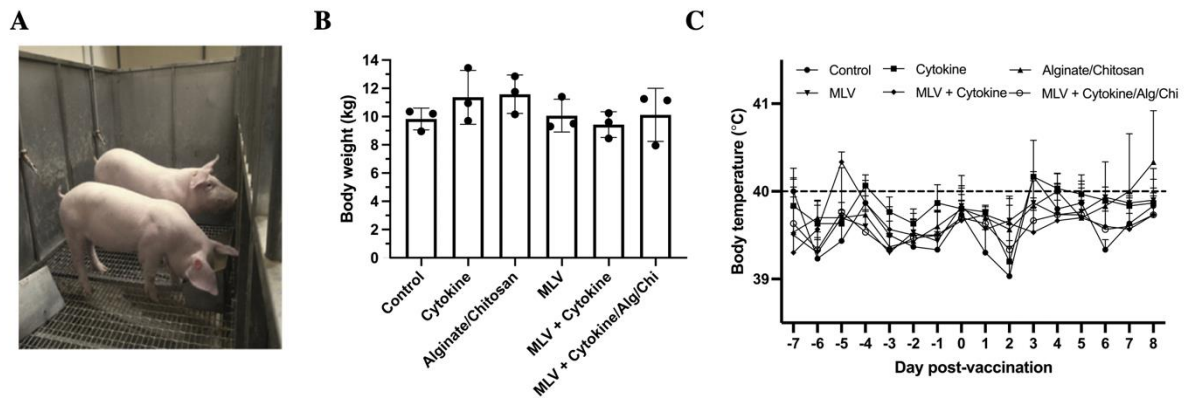 A
B
C
Body weight (kg)
14
12
10
8
6
4
2
0
Control
Cytokine
Alginate/Chitosan
MLV
MLV + Cytokine
MLV + Cytokine/Alg/Chi
Control
Cytokine
Alginate/Chitosan
MLV
MLV + Cytokine
MLV + Cytokine/Alg/Chi
Body temperature (°C)
41
40
39
-7 -6 -5 -4 -3 -2 -1 0 1 2 3 4 5 6 7 8
Day post-vaccination